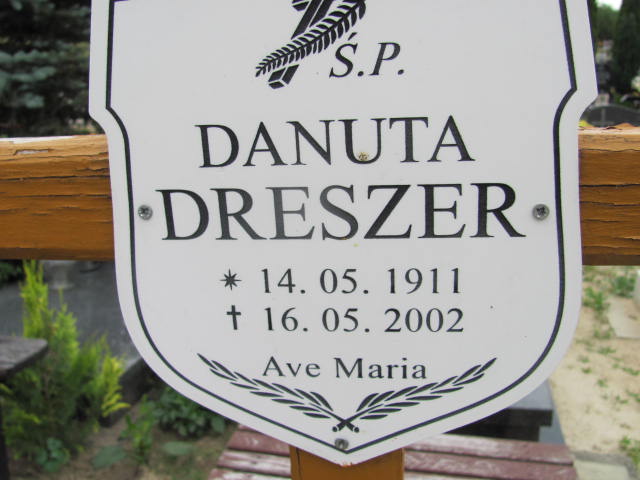 Ś.P.
DANUTA
DRESZER
✷ 14. 05. 1911
† 16. 05. 2002
Ave Maria